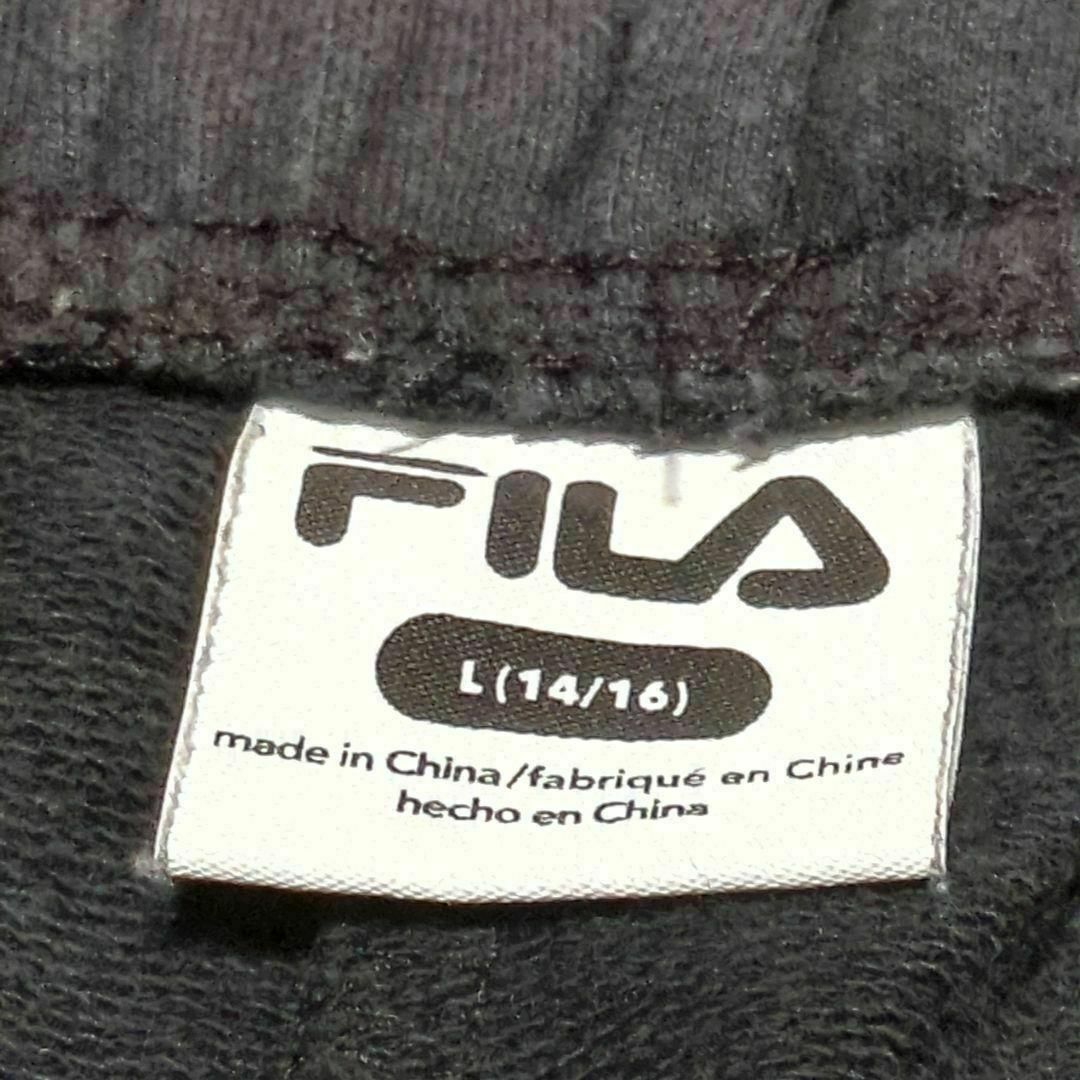 FILA
L (14/16)
made in China/fabriqué en Chine
hecho en China